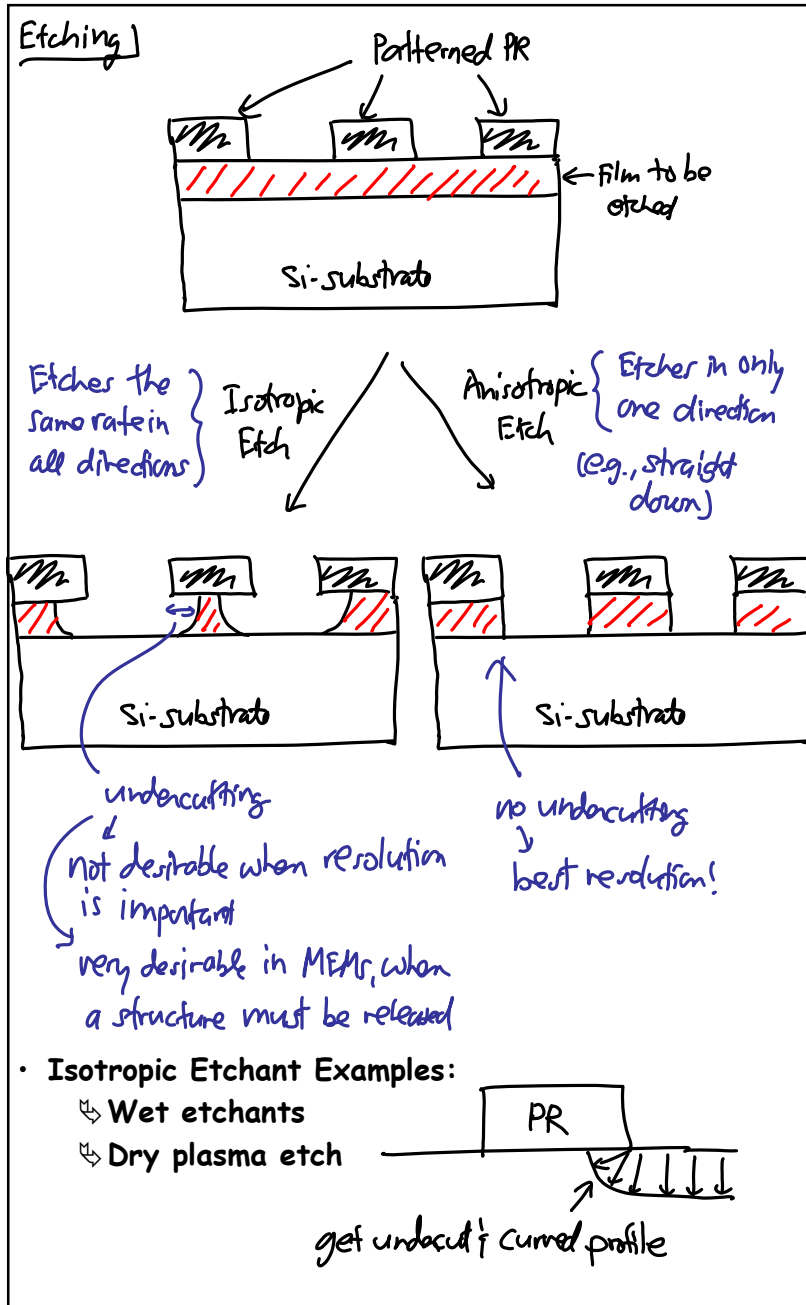 Etching
Patterned PR
Film to be
etched
Si-substrate
Etches the
same rate in
all directions
Isotropic
Etch
Anisotropic
Etch
Etches in only
one direction
(e.g., straight
down)
Si-substrate
Si-substrate
undercutting
not desirable when resolution
is important
very desirable in MEMs, when
a structure must be released
no undercutting
best resolution!
• Isotropic Etchant Examples:
↳ Wet etchants
↳ Dry plasma etch
PR
get undercut & curved profile